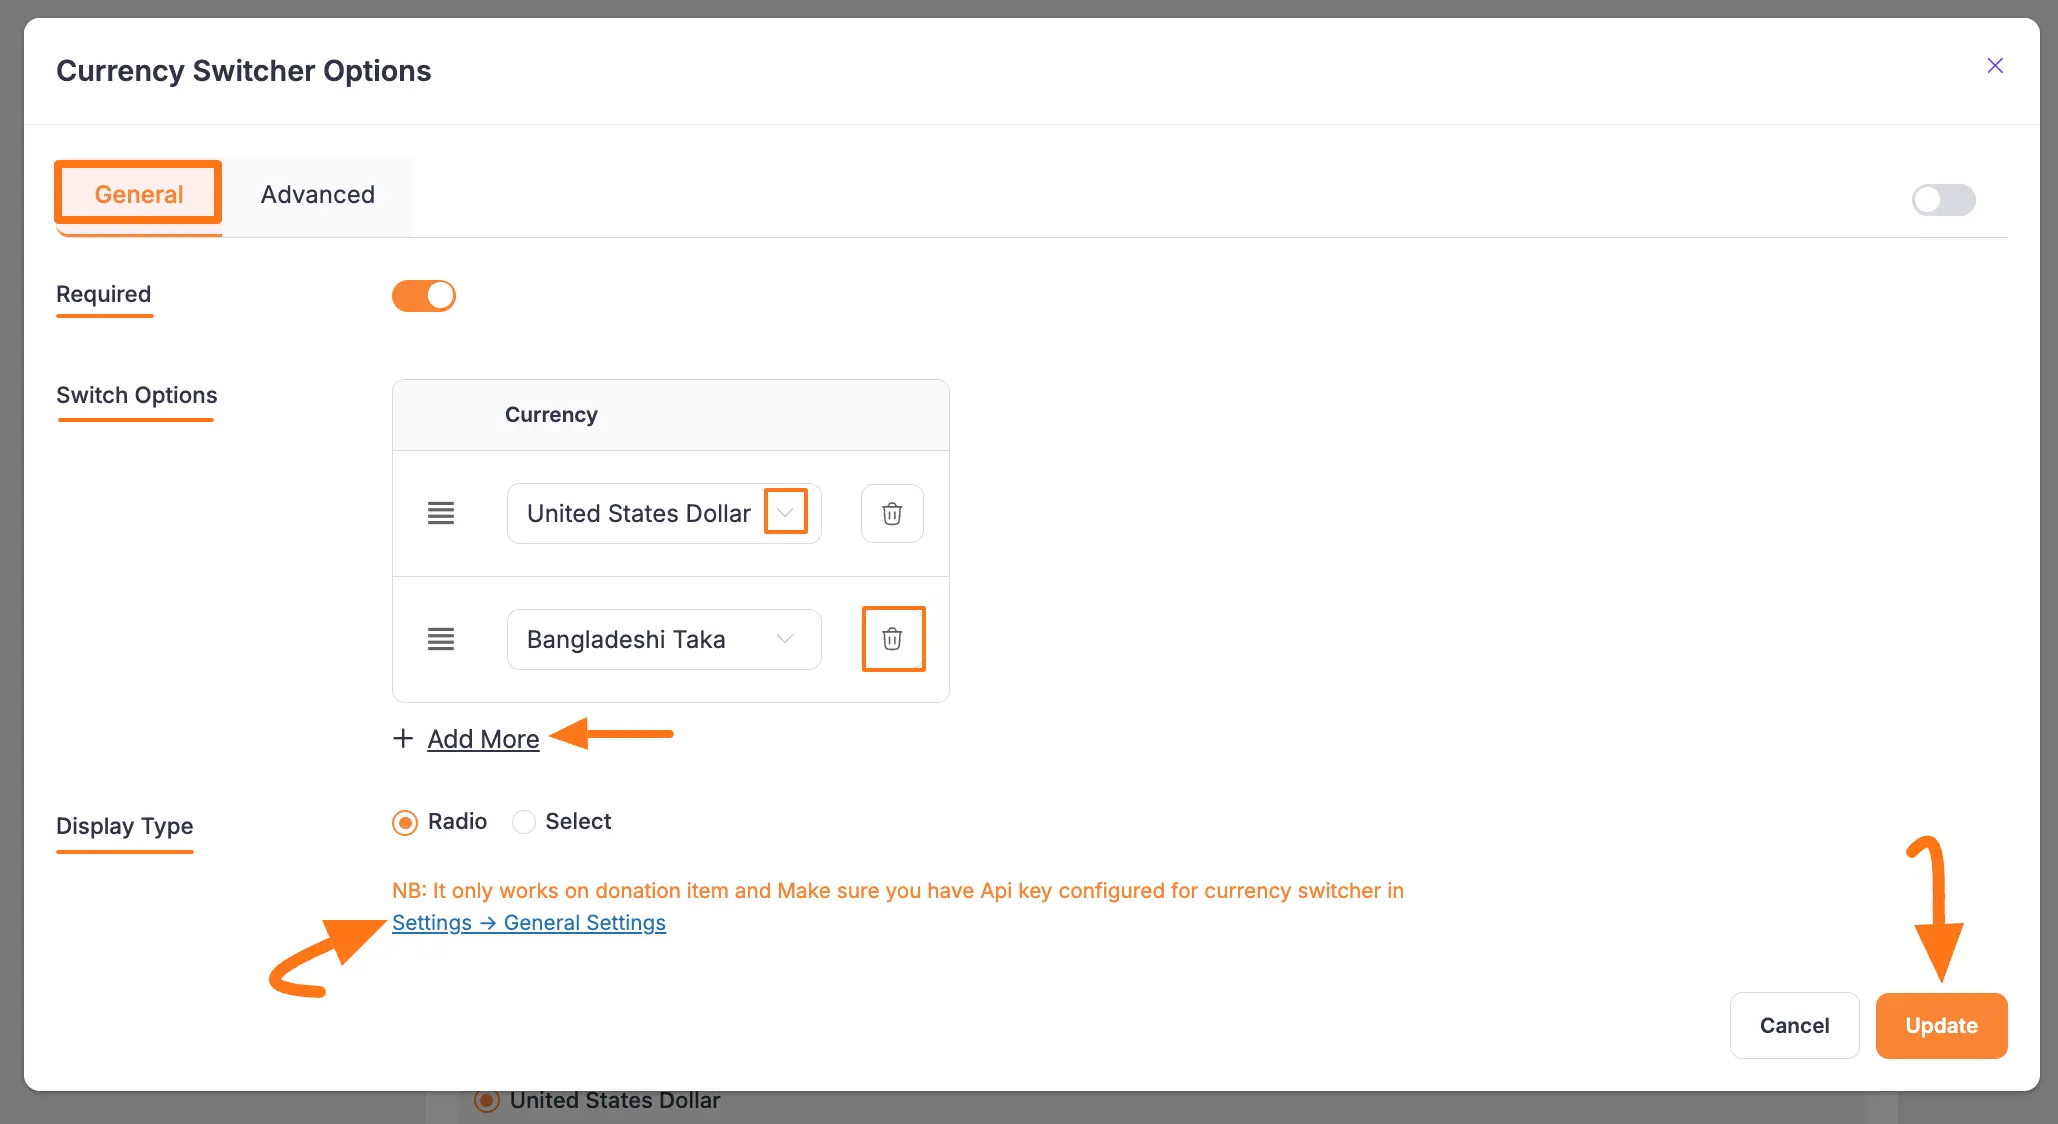 Currency Switcher Options
General Advanced
Required
Switch Options
Currency
United States Dollar
Bangladeshi Taka
+ Add More
Display Type
Radio Select
NB: It only works on donation item and Make sure you have Api key configured for currency switcher in
Settings → General Settings
Cancel Update
United States Dollar